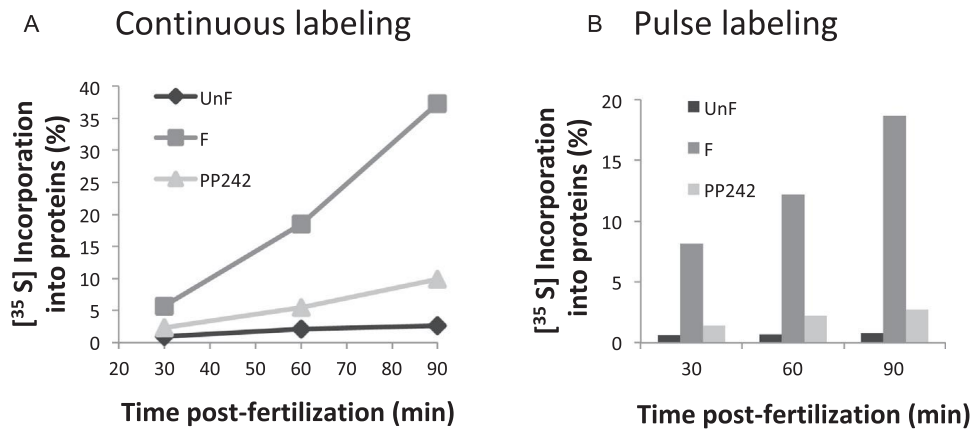 A
Continuous labeling
[³⁵ S] Incorporation
into proteins (%)
40
35
30
25
20
15
10
5
0
UnF
F
PP242
20 30 40 50 60 70 80 90
Time post-fertilization (min)
B
Pulse labeling
[³⁵ S] Incorporation
into proteins (%)
20
15
10
5
0
UnF
F
PP242
30 60 90
Time post-fertilization (min)